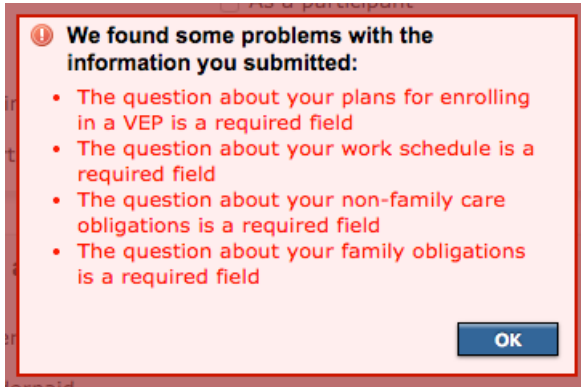 As a participant
We found some problems with the
information you submitted:
• The question about your plans for enrolling
in a VEP is a required field
• The question about your work schedule is a
required field
• The question about your non-family care
obligations is a required field
• The question about your family obligations
is a required field
OK